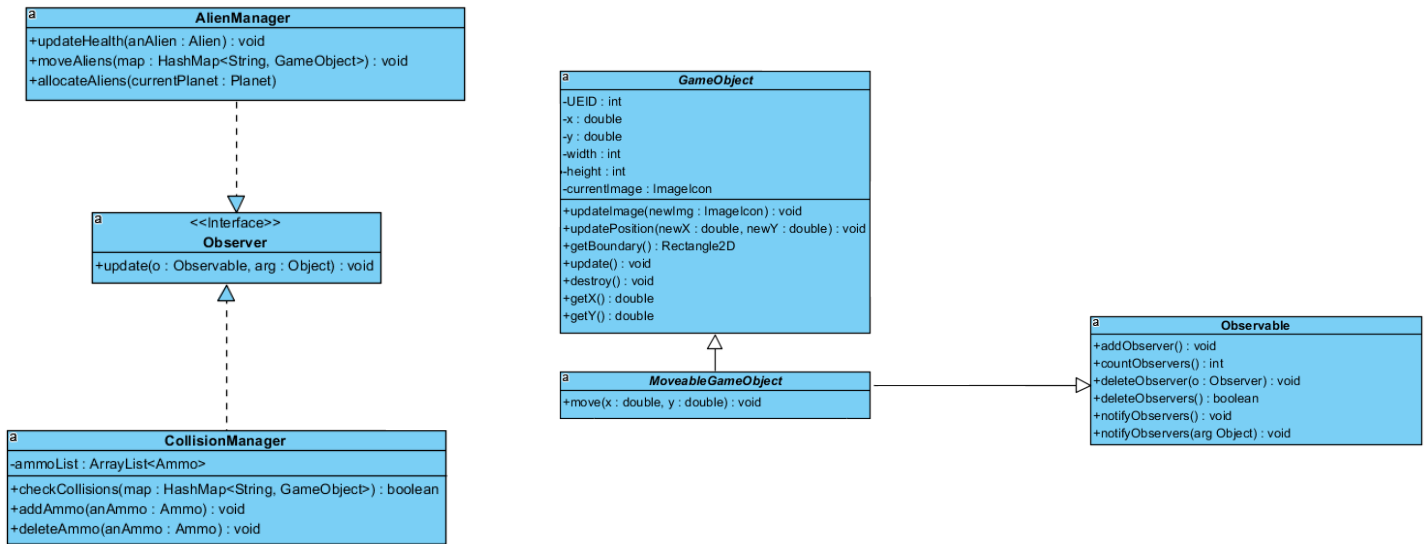 a
AlienManager
+updateHealth(anAlien : Alien) : void
+moveAliens(map : HashMap<String, GameObject>) : void
+allocateAliens(currentPlanet : Planet)
a
<<Interface>>
Observer
+update(o : Observable, arg : Object) : void
a
CollisionManager
-ammoList : ArrayList<Ammo>
+checkCollisions(map : HashMap<String, GameObject>) : boolean
+addAmmo(anAmmo : Ammo) : void
+deleteAmmo(anAmmo : Ammo) : void
a
GameObject
-UEID : int
-x : double
-y : double
-width : int
-height : int
-currentImage : ImageIcon
+updateImage(newImg : ImageIcon) : void
+updatePosition(newX : double, newY : double) : void
+getBoundary() : Rectangle2D
+update() : void
+destroy() : void
+getX() : double
+getY() : double
a
MoveableGameObject
+move(x : double, y : double) : void
a
Observable
+addObserver() : void
+countObservers() : int
+deleteObserver(o : Observer) : void
+deleteObservers() : boolean
+notifyObservers() : void
+notifyObservers(arg Object) : void